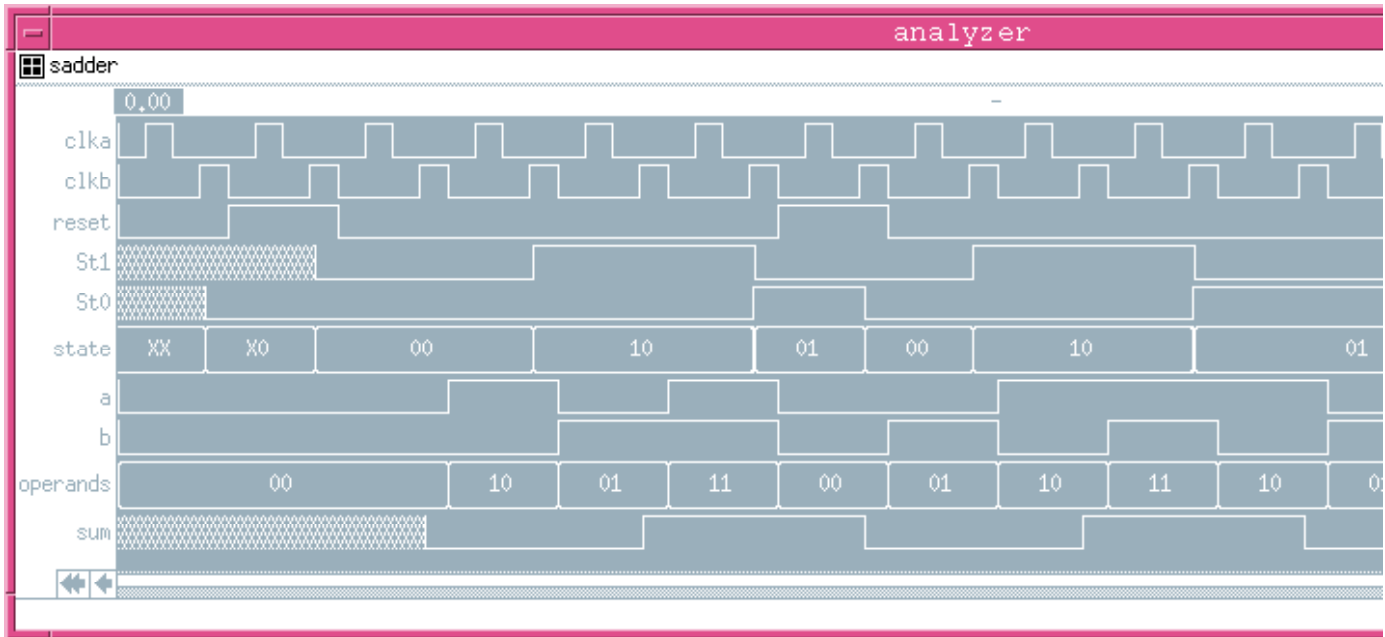 analyzer
sadder
0.00
clka
clkb
reset
St1
St0
state XX X0 00 10 01 00 10 01
a
b
operands 00 10 01 11 00 01 10 11 10
sum